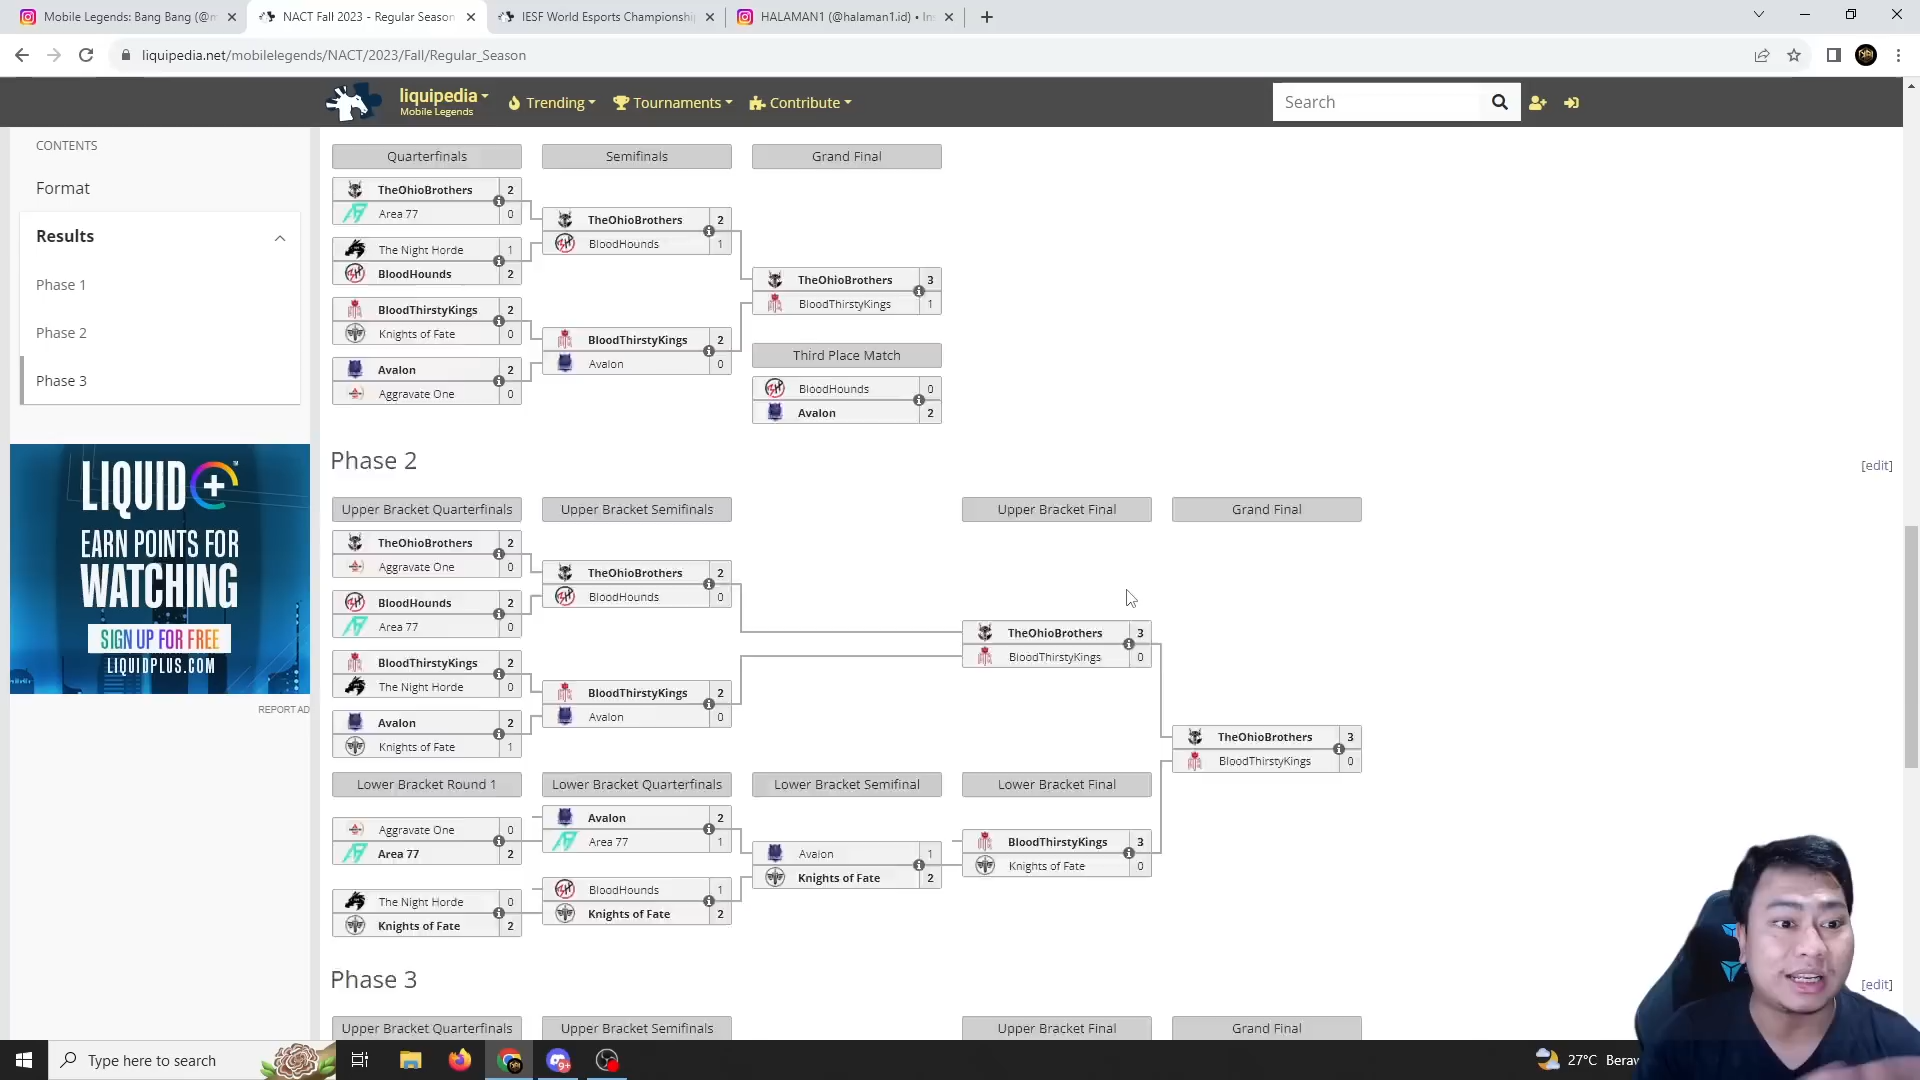 Mobile Legends: Bang Bang (@m
NACT Fall 2023 - Regular Season
IESF World Esports Championshi
HALAMAN1 (@halaman1.id) • In
liquipedia.net/mobilelegends/NACT/2023/Fall/Regular_Season
liquipedia
Mobile Legends
Trending
Tournaments
Contribute
Search
CONTENTS
Format
Results
Phase 1
Phase 2
Phase 3
LIQUID+
EARN POINTS FOR
WATCHING
SIGN UP FOR FREE
LIQUIDPLUS.COM
REPORT AD
Quarterfinals
Semifinals
Grand Final
TheOhioBrothers 2
Area 77 0
The Night Horde 1
BloodHounds 2
BloodThirstyKings 2
Knights of Fate 0
Avalon 2
Aggravate One 0
TheOhioBrothers 2
BloodHounds 1
BloodThirstyKings 2
Avalon 0
TheOhioBrothers 3
BloodThirstyKings 1
Third Place Match
BloodHounds 0
Avalon 2
Phase 2
[edit]
Upper Bracket Quarterfinals
Upper Bracket Semifinals
Upper Bracket Final
Grand Final
TheOhioBrothers 2
Aggravate One 0
BloodHounds 2
Area 77 0
BloodThirstyKings 2
The Night Horde 0
Avalon 2
Knights of Fate 1
TheOhioBrothers 2
BloodHounds 0
BloodThirstyKings 2
Avalon 0
TheOhioBrothers 3
BloodThirstyKings 0
TheOhioBrothers 3
BloodThirstyKings 0
Lower Bracket Round 1
Lower Bracket Quarterfinals
Lower Bracket Semifinal
Lower Bracket Final
Aggravate One 0
Area 77 2
The Night Horde 0
Knights of Fate 2
Avalon 2
Area 77 1
BloodHounds 1
Knights of Fate 2
Avalon 1
Knights of Fate 2
BloodThirstyKings 3
Knights of Fate 0
Phase 3
[edit]
Upper Bracket Quarterfinals
Upper Bracket Semifinals
Upper Bracket Final
Grand Final
Type here to search
9+
27°C Beraw